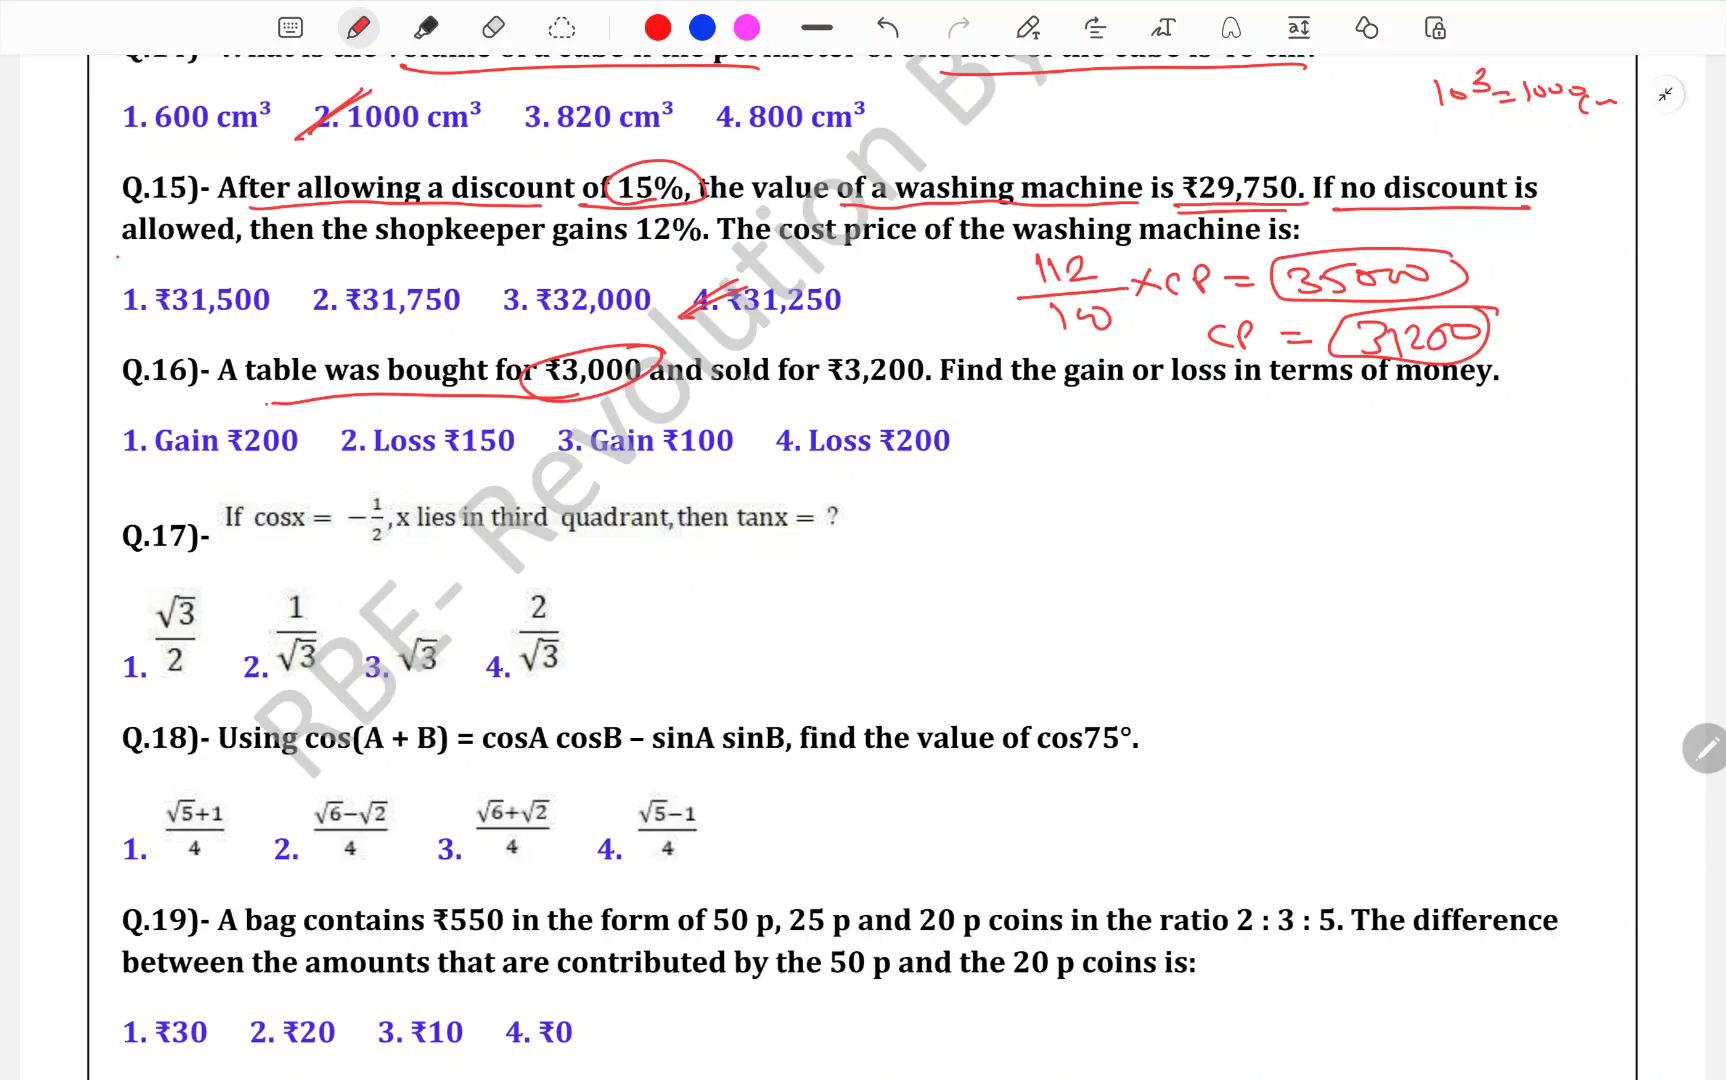 1. 600 cm³ 2. 1000 cm³ 3. 820 cm³ 4. 800 cm³
10³ = 1000
Q.15)- After allowing a discount of 15%, the value of a washing machine is ₹29,750. If no discount is
allowed, then the shopkeeper gains 12%. The cost price of the washing machine is:
112/100 × CP = 35000
1. ₹31,500 2. ₹31,750 3. ₹32,000 4. ₹31,250
CP = 31200
Q.16)- A table was bought for ₹3,000 and sold for ₹3,200. Find the gain or loss in terms of money.
1. Gain ₹200 2. Loss ₹150 3. Gain ₹100 4. Loss ₹200
Q.17)- If cosx = −1/2, x lies in third quadrant, then tanx = ?
1. √3/2 2. 1/√3 3. √3 4. 2/√3
Q.18)- Using cos(A + B) = cosA cosB – sinA sinB, find the value of cos75°.
1. √5+1/4 2. √6−√2/4 3. √6+√2/4 4. √5−1/4
Q.19)- A bag contains ₹550 in the form of 50 p, 25 p and 20 p coins in the ratio 2 : 3 : 5. The difference
between the amounts that are contributed by the 50 p and the 20 p coins is:
1. ₹30 2. ₹20 3. ₹10 4. ₹0
RBE- Revolution By